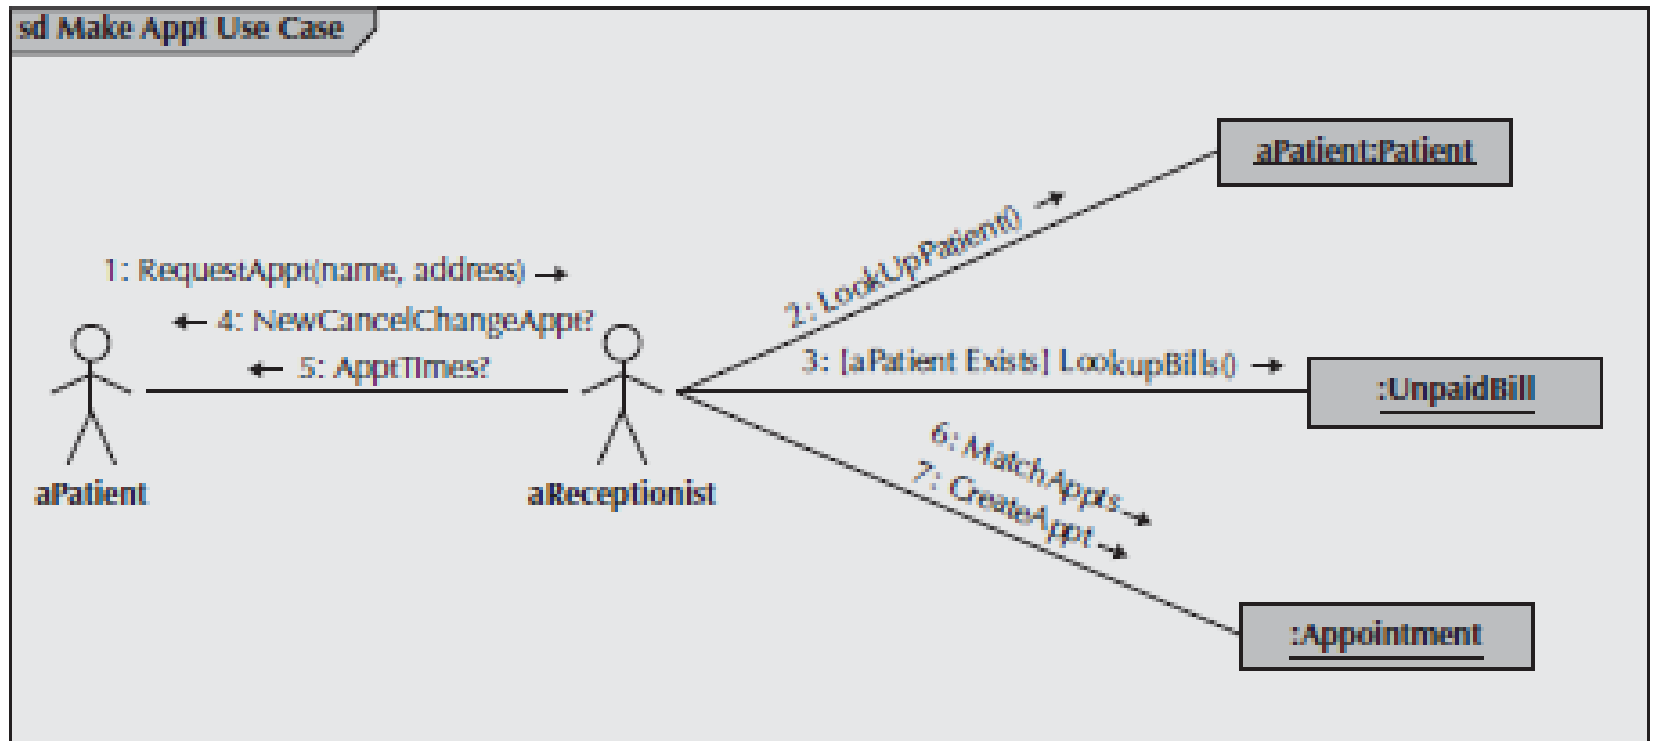 sd Make Appt Use Case
aPatient:Patient
2: LookUpPatient()
1: RequestAppt(name, address)
4: NewCancelChangeAppt?
5: ApptTimes?
3: [aPatient Exists] LookupBills()
:UnpaidBill
6: MatchAppts
7: CreateAppt
aPatient
aReceptionist
:Appointment